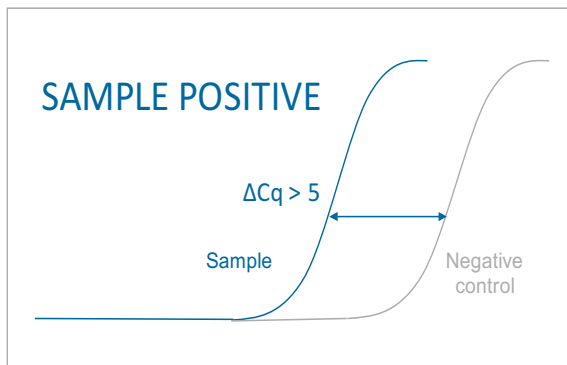 SAMPLE POSITIVE
ΔCq > 5
Sample
Negative
control